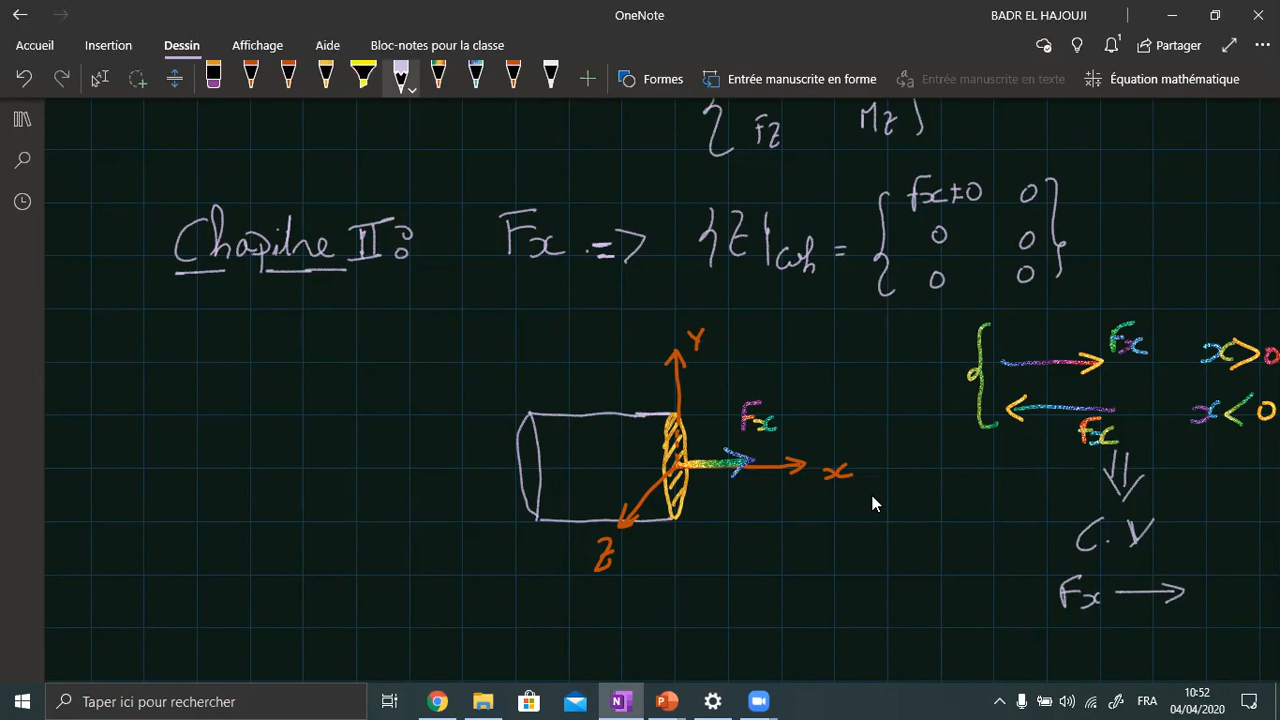 OneNote
BADR EL HAJOUJI
Accueil Insertion Dessin Affichage Aide Bloc-notes pour la classe
Partager
Formes Entrée manuscrite en forme Entrée manuscrite en texte Équation mathématique
Fz Mz
Chapitre II : Fx => {Z}coh =
fx≠0 0
0 0
0 0
Y
Fx
x
Z
Fx x>0
Fx x<0
C.V
Fx →
Taper ici pour rechercher
FRA
10:52
04/04/2020